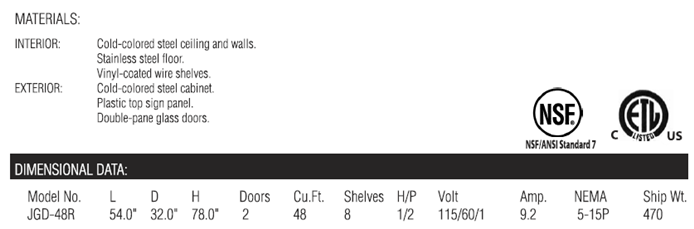 MATERIALS:
INTERIOR: Cold-colored steel ceiling and walls.
Stainless steel floor.
Vinyl-coated wire shelves.
EXTERIOR: Cold-colored steel cabinet.
Plastic top sign panel.
Double-pane glass doors.
NSF.
NSF/ANSI Standard 7
C ETL US
LISTED
DIMENSIONAL DATA:
Model No. L D H Doors Cu.Ft. Shelves H/P Volt Amp. NEMA Ship Wt.
JGD-48R 54.0" 32.0" 78.0" 2 48 8 1/2 115/60/1 9.2 5-15P 470